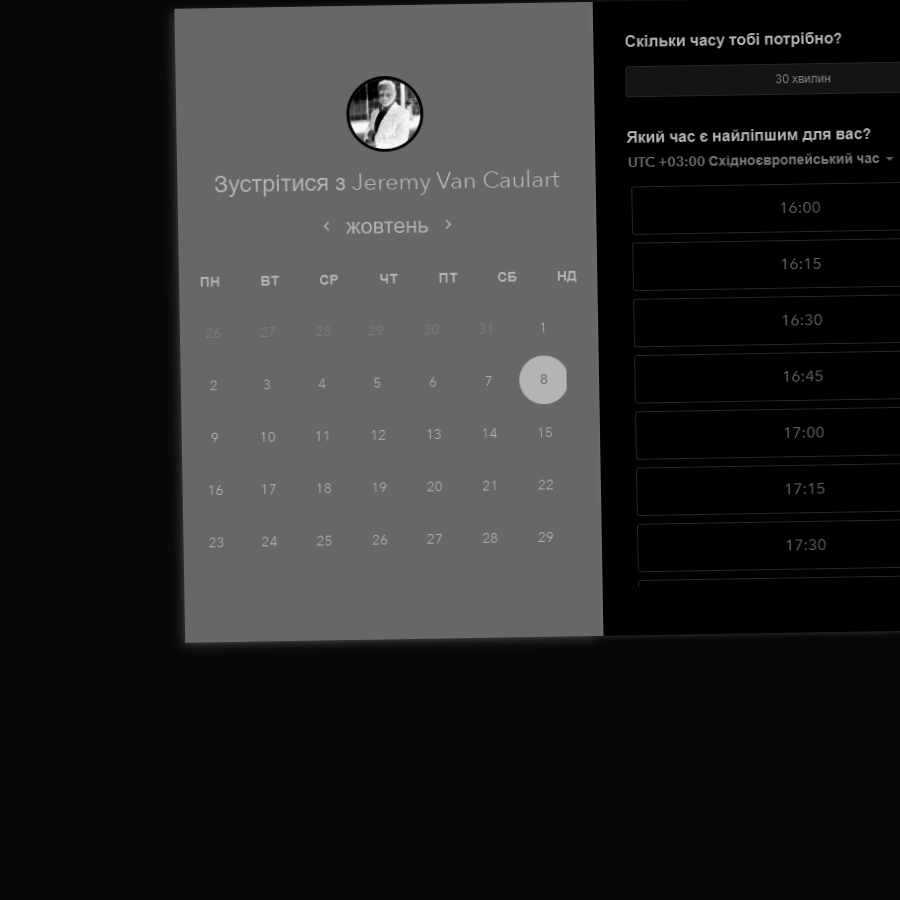 Зустрітися з Jeremy Van Caulart
жовтень
ПН ВТ СР ЧТ ПТ СБ НД
26 27 28 29 30 31 1
2 3 4 5 6 7 8
9 10 11 12 13 14 15
16 17 18 19 20 21 22
23 24 25 26 27 28 29
Скільки часу тобі потрібно?
30 хвилин
Який час є найліпшим для вас?
UTC +03:00 Східноєвропейський час
16:00
16:15
16:30
16:45
17:00
17:15
17:30